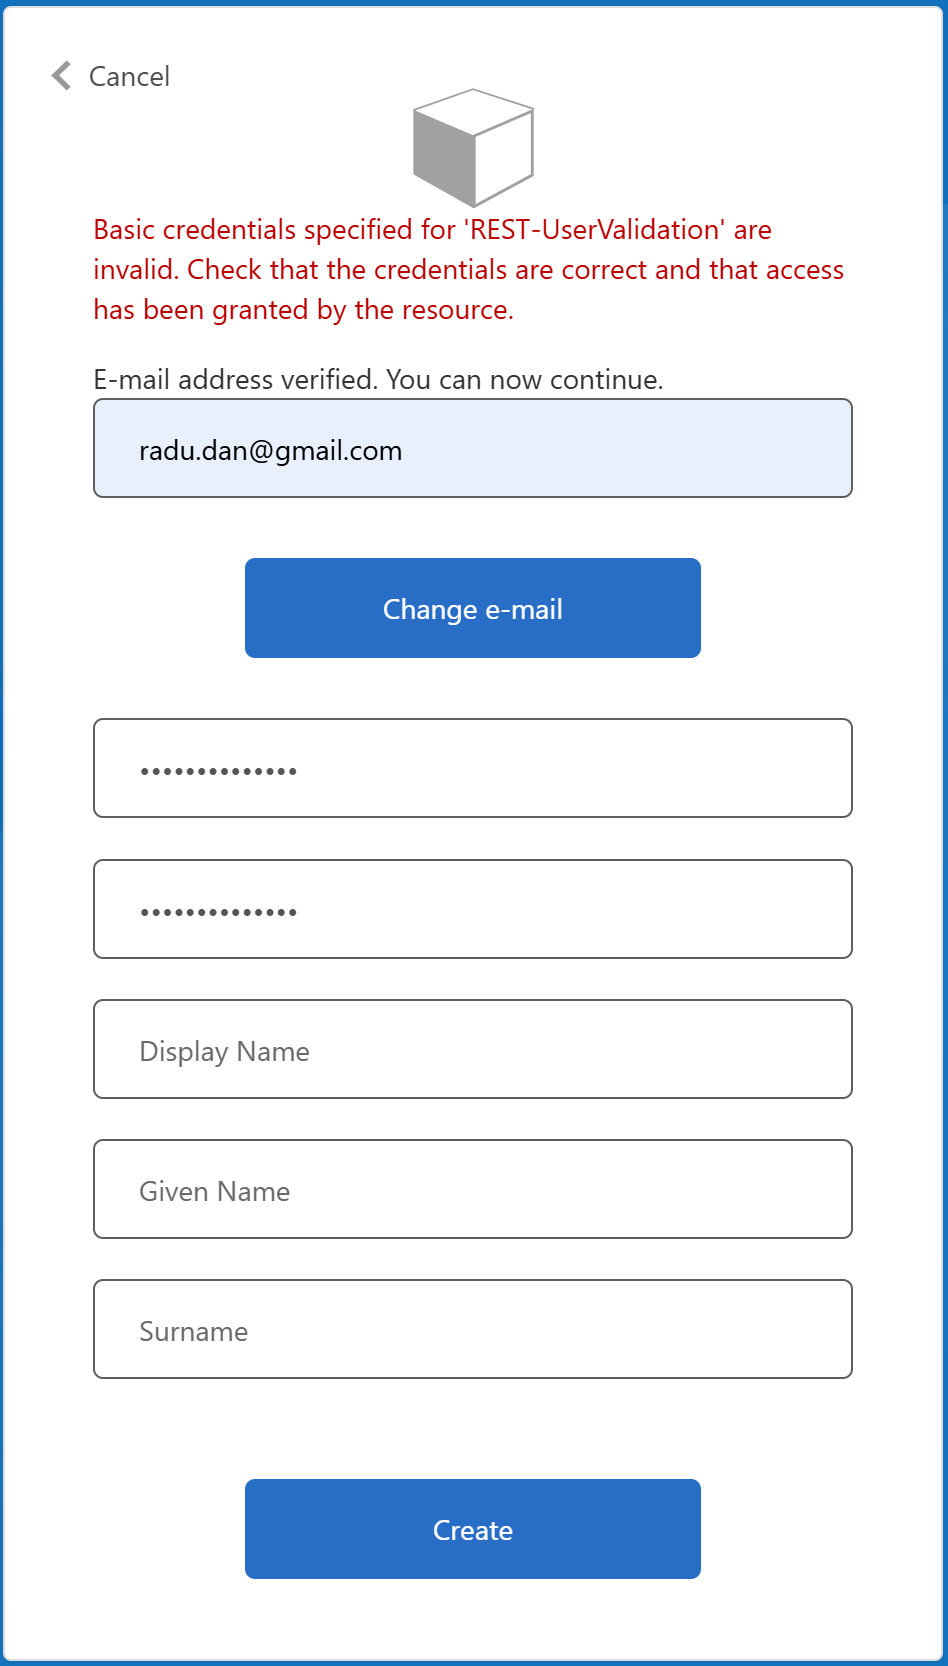 Cancel
Basic credentials specified for 'REST-UserValidation' are
invalid. Check that the credentials are correct and that access
has been granted by the resource.
E-mail address verified. You can now continue.
radu.dan@gmail.com
Change e-mail
••••••••••••••
••••••••••••••
Display Name
Given Name
Surname
Create